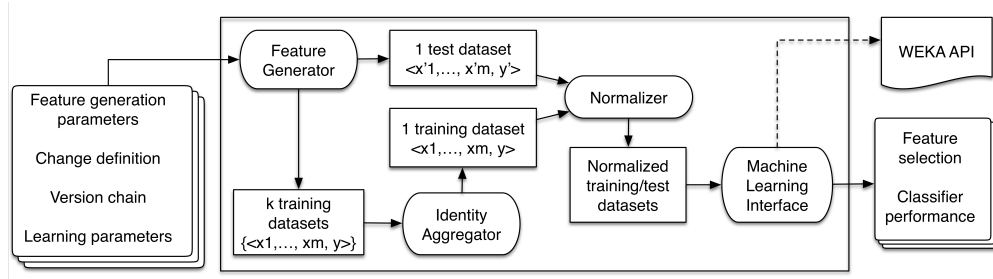 Feature generation
parameters
Change definition
Version chain
Learning parameters
Feature
Generator
1 test dataset
<x'1,..., x'm, y'>
1 training dataset
<x1,..., xm, y>
k training
datasets
{<x1,..., xm, y>}
Identity
Aggregator
Normalizer
Normalized
training/test
datasets
Machine
Learning
Interface
WEKA API
Feature
selection
Classifier
performance